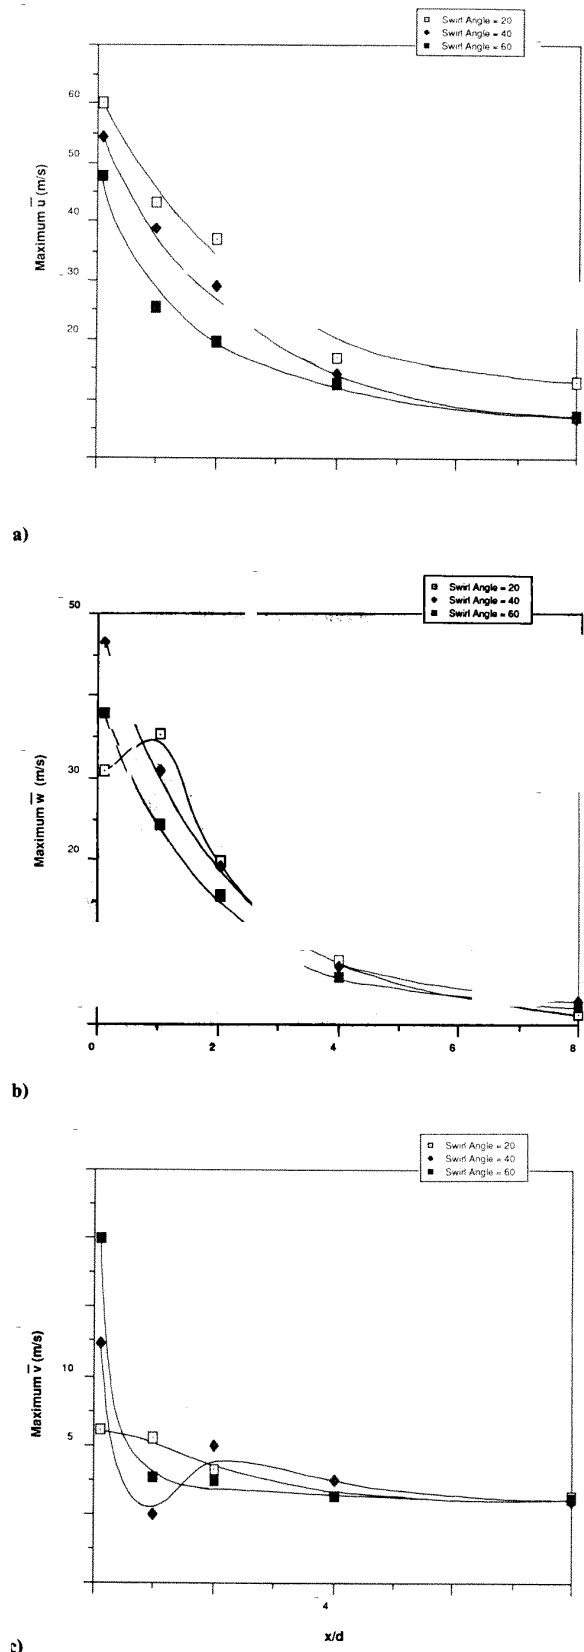 Swirl Angle = 20
Swirl Angle = 40
Swirl Angle = 60
60
50
40
30
20
Maximum u̅ (m/s)
a)
Swirl Angle = 20
Swirl Angle = 40
Swirl Angle = 60
50
30
20
Maximum w̅ (m/s)
0
2
4
6
8
b)
Swirl Angle = 20
Swirl Angle = 40
Swirl Angle = 60
10
5
Maximum v̅ (m/s)
4
x/d
c)